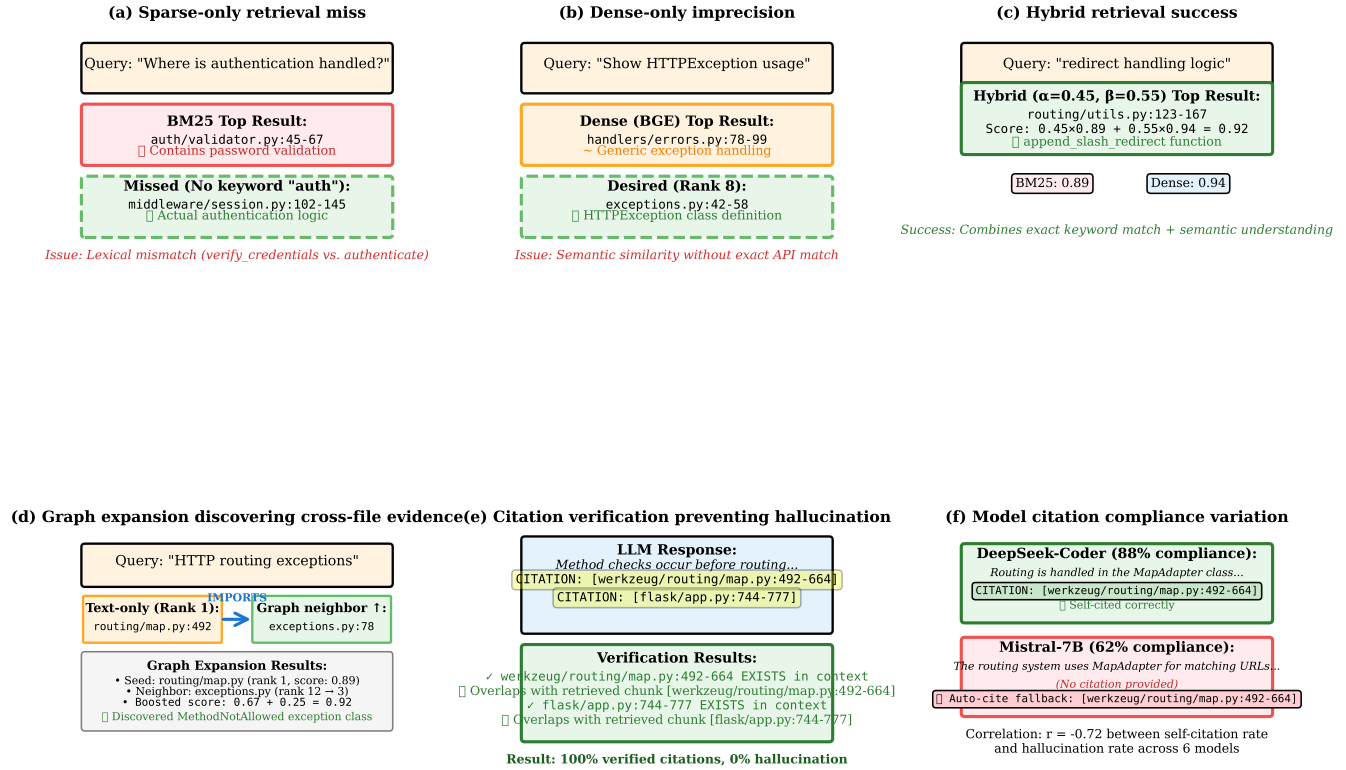 (a) Sparse-only retrieval miss
Query: "Where is authentication handled?"
BM25 Top Result:
auth/validator.py:45-67
▯ Contains password validation
Missed (No keyword "auth"):
middleware/session.py:102-145
▯ Actual authentication logic
Issue: Lexical mismatch (verify_credentials vs. authenticate)
(b) Dense-only imprecision
Query: "Show HTTPException usage"
Dense (BGE) Top Result:
handlers/errors.py:78-99
~ Generic exception handling
Desired (Rank 8):
exceptions.py:42-58
▯ HTTPException class definition
Issue: Semantic similarity without exact API match
(c) Hybrid retrieval success
Query: "redirect handling logic"
Hybrid (α=0.45, β=0.55) Top Result:
routing/utils.py:123-167
Score: 0.45×0.89 + 0.55×0.94 = 0.92
▯ append_slash_redirect function
BM25: 0.89
Dense: 0.94
Success: Combines exact keyword match + semantic understanding
(d) Graph expansion discovering cross-file evidence
Query: "HTTP routing exceptions"
IMPORTS
Text-only (Rank 1):
routing/map.py:492
Graph neighbor ↑:
exceptions.py:78
Graph Expansion Results:
• Seed: routing/map.py (rank 1, score: 0.89)
• Neighbor: exceptions.py (rank 12 → 3)
• Boosted score: 0.67 + 0.25 = 0.92
▯ Discovered MethodNotAllowed exception class
(e) Citation verification preventing hallucination
LLM Response:
Method checks occur before routing...
CITATION: [werkzeug/routing/map.py:492-664]
CITATION: [flask/app.py:744-777]
Verification Results:
✓ werkzeug/routing/map.py:492-664 EXISTS in context
▯ Overlaps with retrieved chunk [werkzeug/routing/map.py:492-664]
✓ flask/app.py:744-777 EXISTS in context
▯ Overlaps with retrieved chunk [flask/app.py:744-777]
Result: 100% verified citations, 0% hallucination
(f) Model citation compliance variation
DeepSeek-Coder (88% compliance):
Routing is handled in the MapAdapter class...
CITATION: [werkzeug/routing/map.py:492-664]
▯ Self-cited correctly
Mistral-7B (62% compliance):
The routing system uses MapAdapter for matching URLs...
(No citation provided)
▯ Auto-cite fallback: [werkzeug/routing/map.py:492-664]
Correlation: r = -0.72 between self-citation rate
and hallucination rate across 6 models